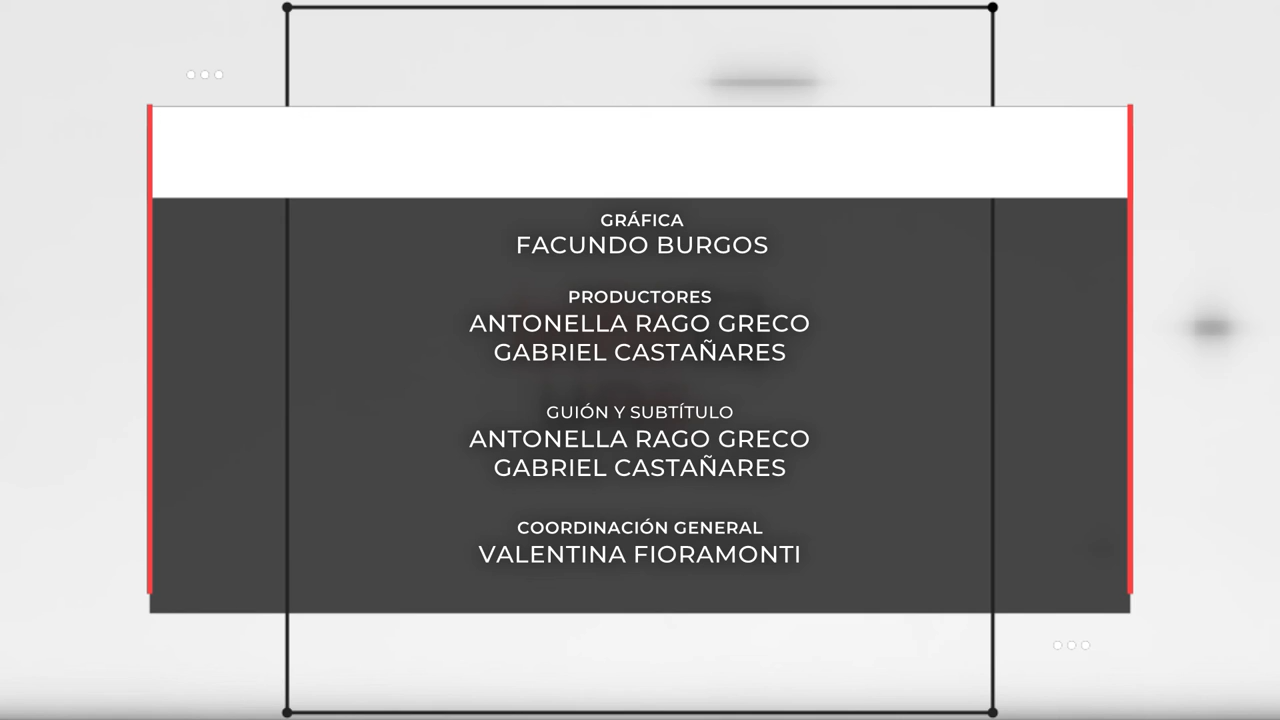 GRÁFICA
FACUNDO BURGOS
PRODUCTORES
ANTONELLA RAGO GRECO
GABRIEL CASTAÑARES
GUIÓN Y SUBTÍTULO
ANTONELLA RAGO GRECO
GABRIEL CASTAÑARES
COORDINACIÓN GENERAL
VALENTINA FIORAMONTI